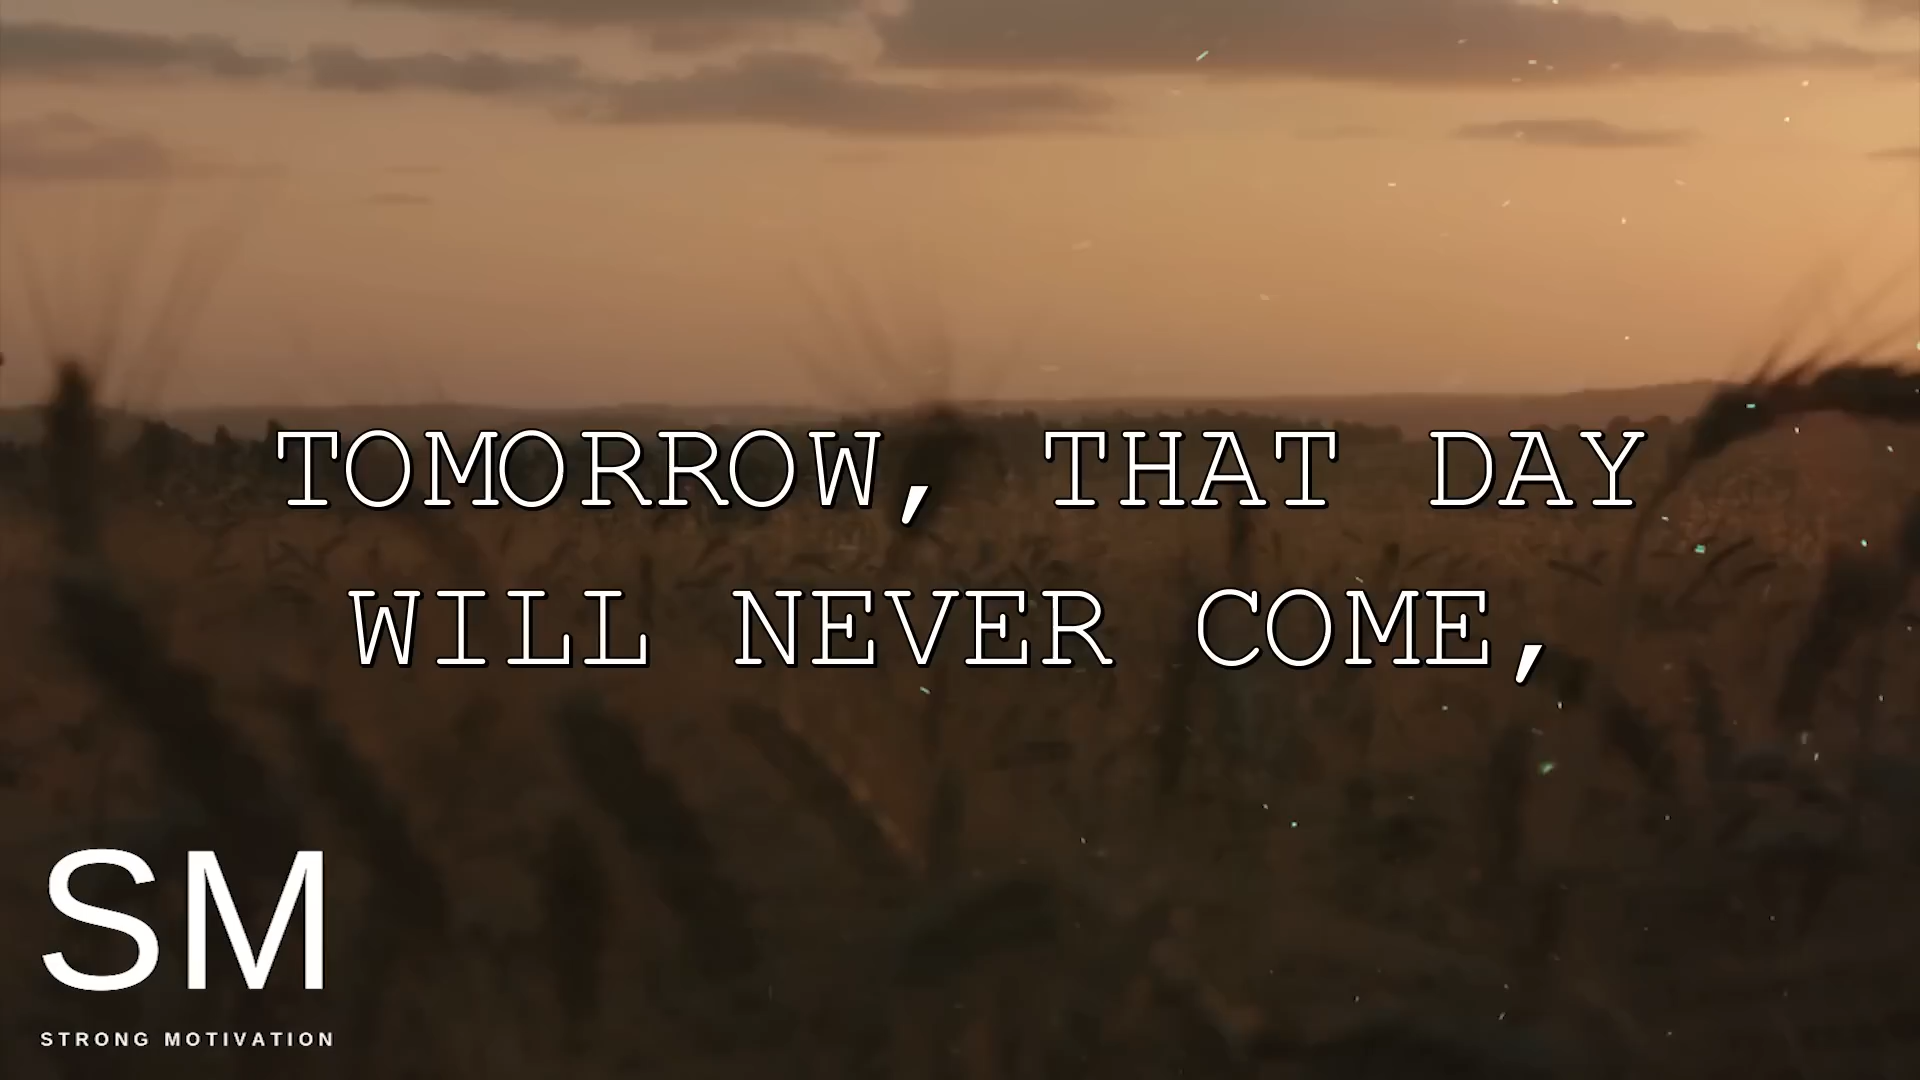 TOMORROW, THAT DAY
WILL NEVER COME,
SM
STRONG MOTIVATION